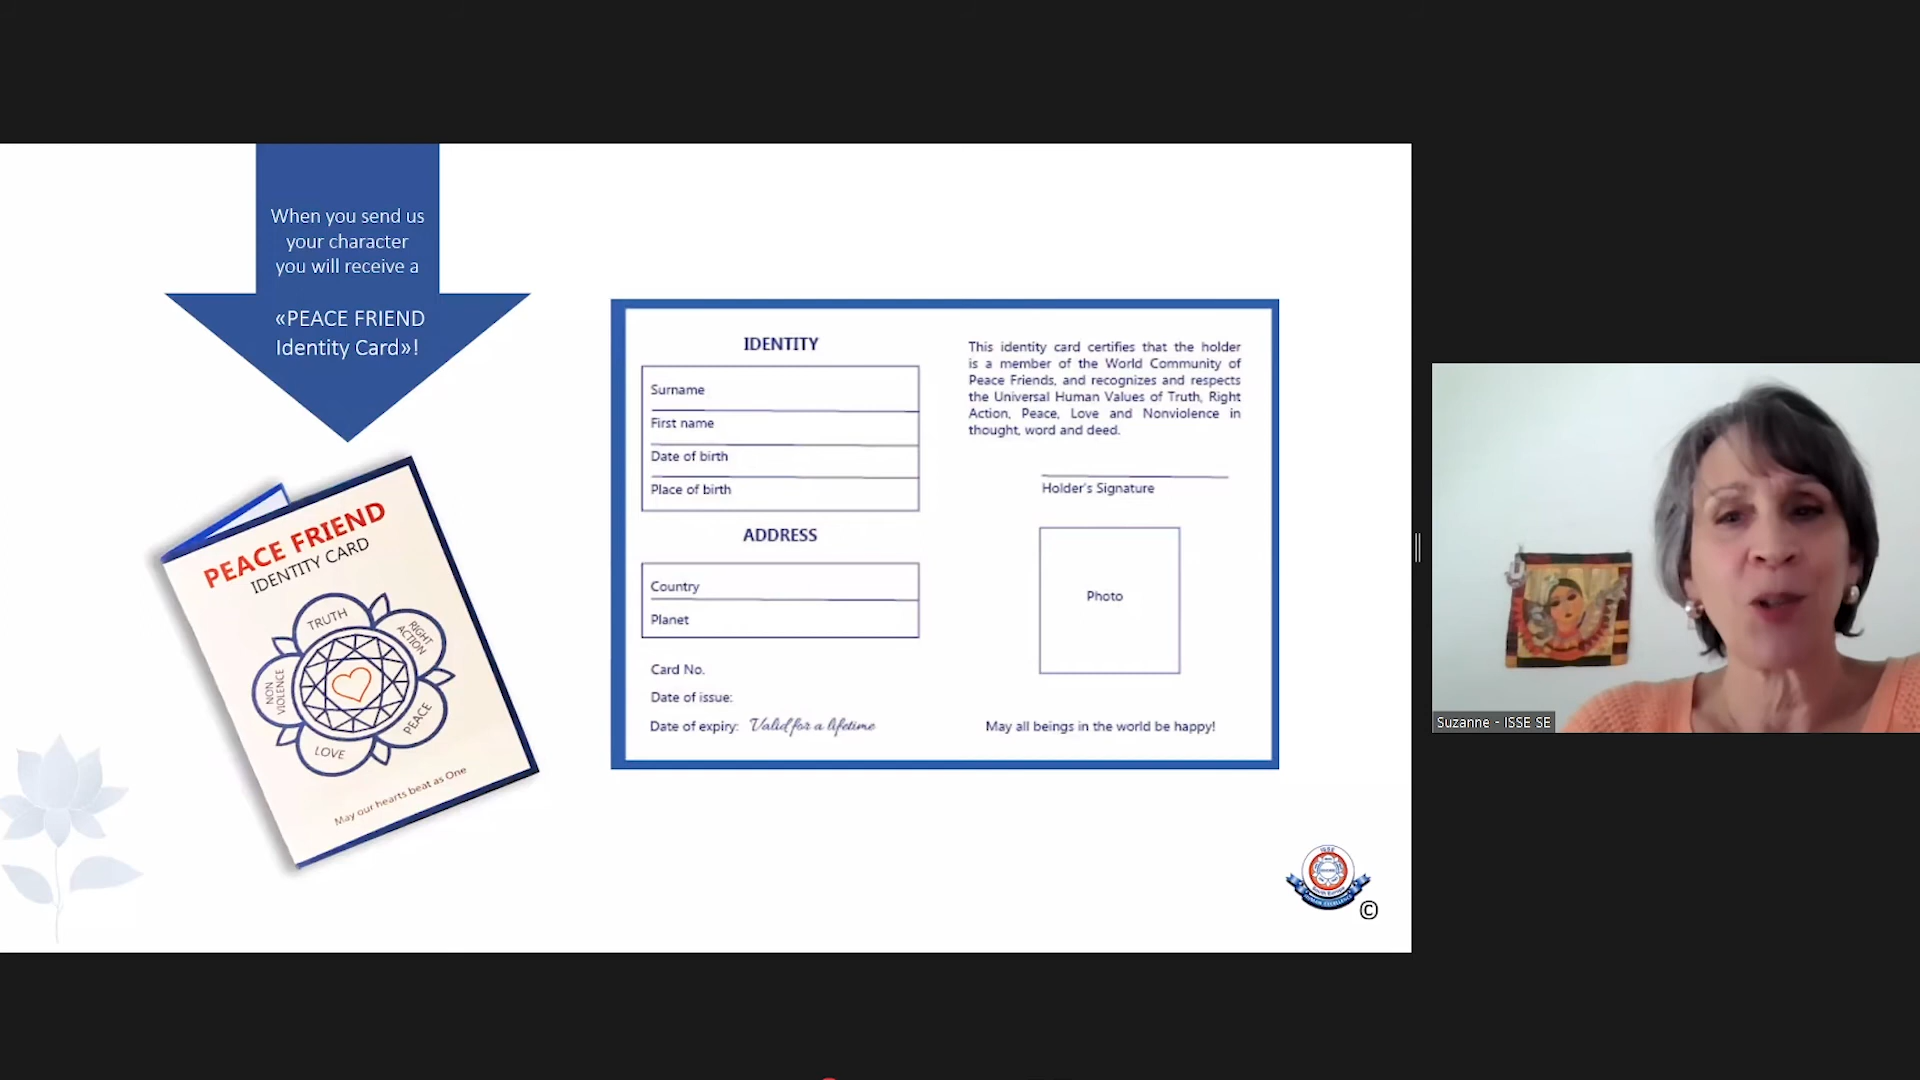 When you send us
your character
you will receive a
«PEACE FRIEND
Identity Card»!
PEACE FRIEND
IDENTITY CARD
TRUTH
RIGHT
ACTION
PEACE
LOVE
NON
VIOLENCE
May our hearts beat as One
IDENTITY
Surname
First name
Date of birth
Place of birth
ADDRESS
Country
Planet
Card No.
Date of issue:
Date of expiry: Valid for a lifetime
This identity card certifies that the holder
is a member of the World Community of
Peace Friends, and recognizes and respects
the Universal Human Values of Truth, Right
Action, Peace, Love and Nonviolence in
thought, word and deed.
Holder's Signature
Photo
May all beings in the world be happy!
ISSE
©
Suzanne - ISSE SE